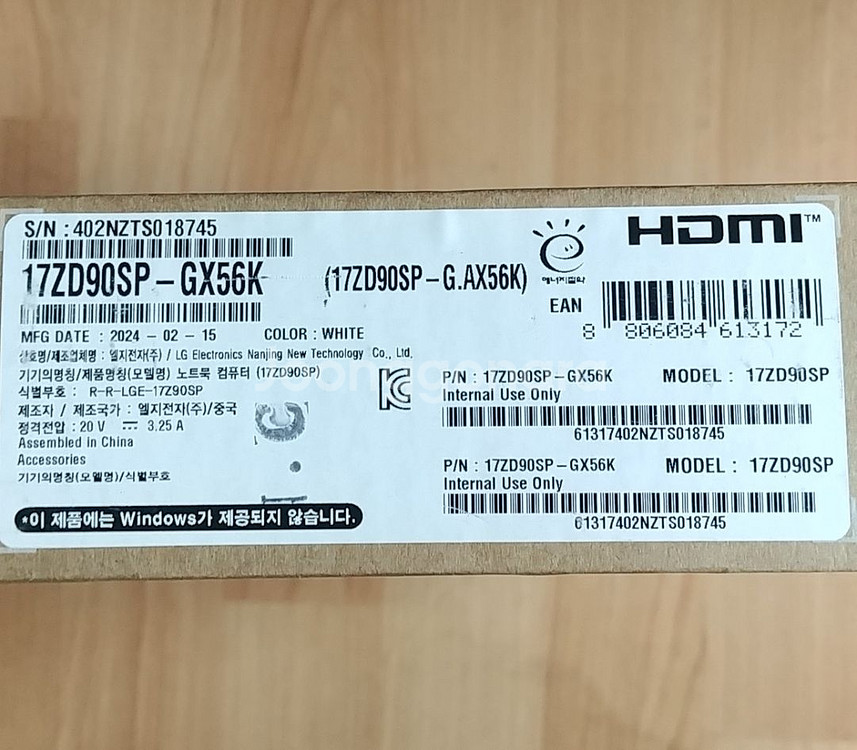 S/N : 402NZTS018745
17ZD90SP – GX56K (17ZD90SP – G.AX56K)
에너지절약
HDMI™
EAN
8 806084 613172
MFG DATE : 2024 – 02 – 15 COLOR : WHITE
상호명/제조업체명 : 엘지전자(주) / LG Electronics Nanjing New Technology Co., Ltd.
기기의명칭/제품명칭(모델명) 노트북 컴퓨터 (17ZD90SP)
식별부호 : R-R-LGE-17Z90SP
제조자 / 제조국가 : 엘지전자(주)/중국
정격전압 : 20 V ⎓ 3.25 A
Assembled in China
Accessories
기기의명칭(모델명)/식별부호
*이 제품에는 Windows가 제공되지 않습니다.
P/N : 17ZD90SP – GX56K MODEL : 17ZD90SP
Internal Use Only
61317402NZTS018745
P/N : 17ZD90SP – GX56K MODEL : 17ZD90SP
Internal Use Only
61317402NZTS018745